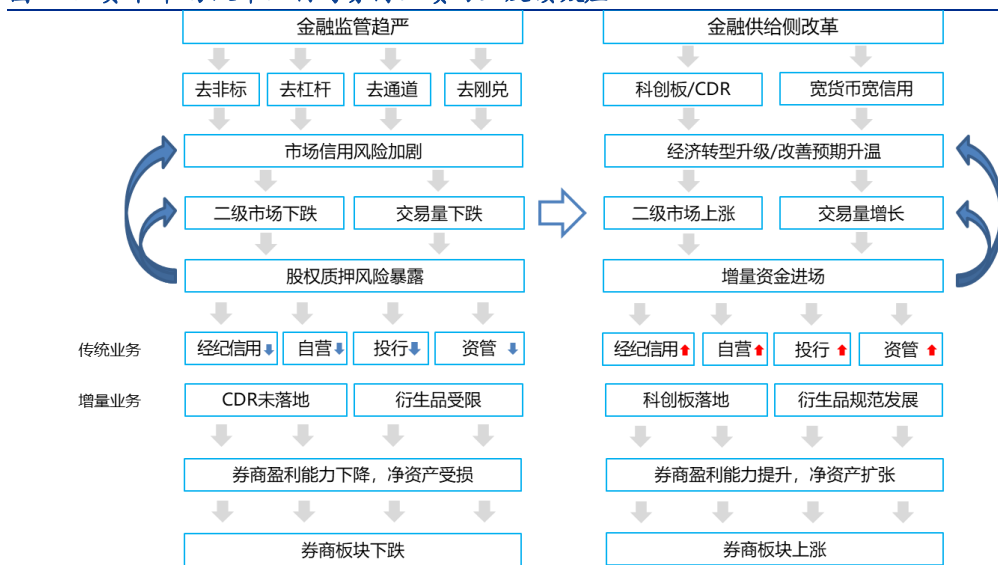 金融监管趋严
金融供给侧改革
去非标 去杠杆 去通道 去刚兑
科创板/CDR 宽货币宽信用
市场信用风险加剧
经济转型升级/改善预期升温
二级市场下跌 交易量下跌
二级市场上涨 交易量增长
股权质押风险暴露
增量资金进场
传统业务 经纪信用 自营 投行 资管
经纪信用 自营 投行 资管
增量业务 CDR未落地 衍生品受限
科创板落地 衍生品规范发展
券商盈利能力下降，净资产受损
券商盈利能力提升，净资产扩张
券商板块下跌
券商板块上涨